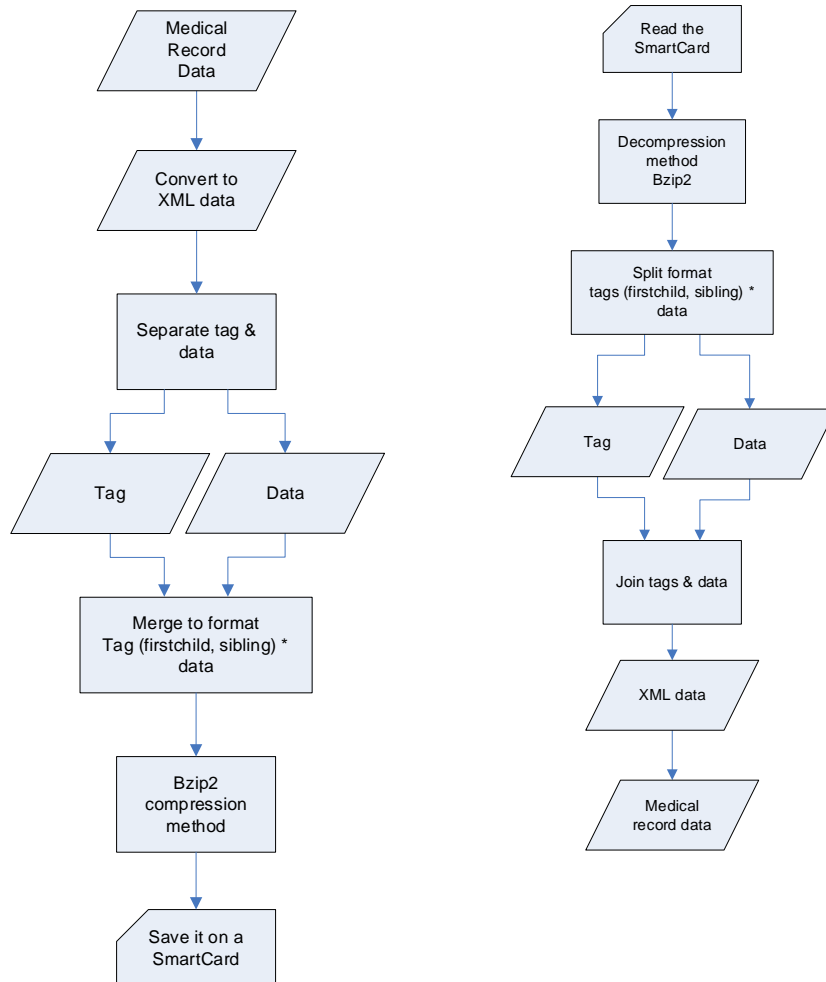 Medical
Record
Data
Convert to
XML data
Separate tag &
data
Tag
Data
Merge to format
Tag (firstchild, sibling) *
data
Bzip2
compression
method
Save it on a
SmartCard
Read the
SmartCard
Decompression
method
Bzip2
Split format
tags (firstchild, sibling) *
data
Tag
Data
Join tags & data
XML data
Medical
record data